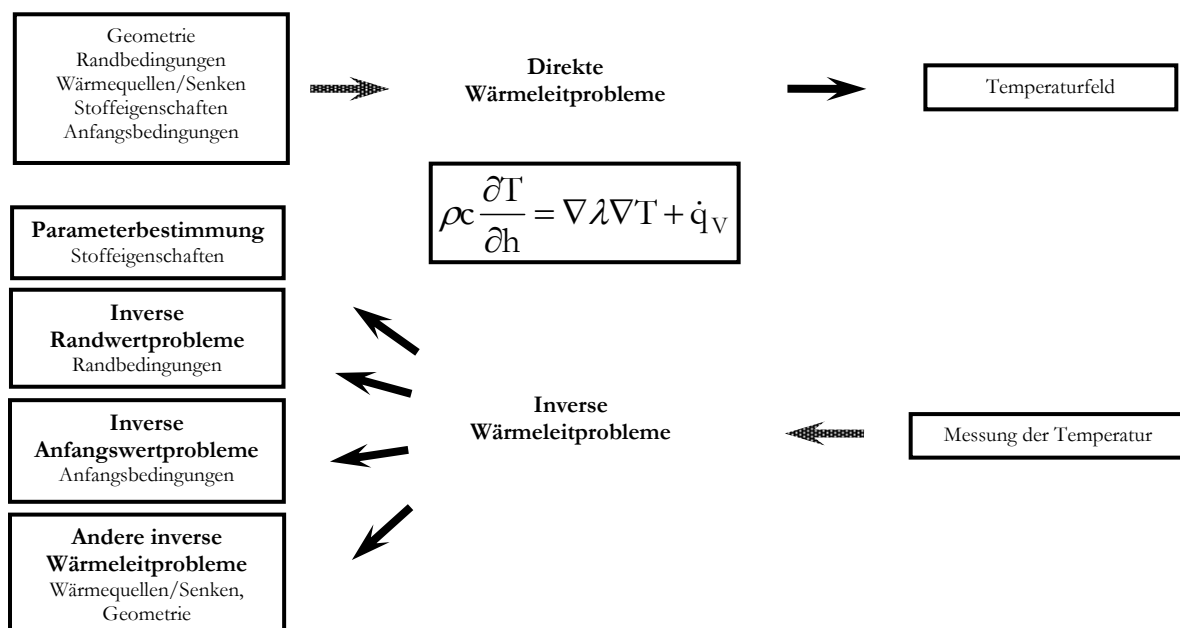 Geometrie
Randbedingungen
Wärmequellen/Senken
Stoffeigenschaften
Anfangsbedingungen
Direkte
Wärmeleitprobleme
Temperaturfeld
ρc ∂T/∂h = ∇λ∇T + q̇_V
Parameterbestimmung
Stoffeigenschaften
Inverse
Randwertprobleme
Randbedingungen
Inverse
Anfangswertprobleme
Anfangsbedingungen
Andere inverse
Wärmeleitprobleme
Wärmequellen/Senken,
Geometrie
Inverse
Wärmeleitprobleme
Messung der Temperatur